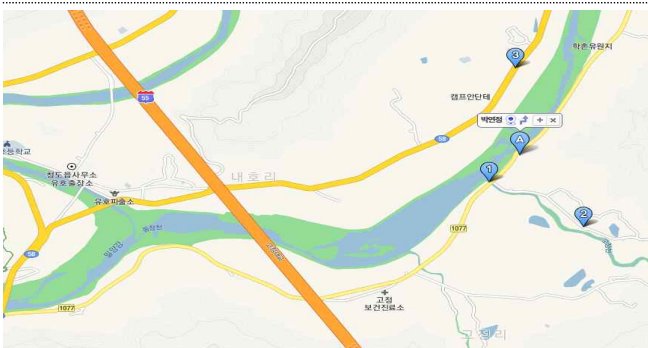 학촌유원지
3
55
캠프안단테
박연정
A
58
등학교
청도읍사무소
유호출장소
내호리
1
유호파출소
2
1077
58
고정
보건진료소
1077
고정리